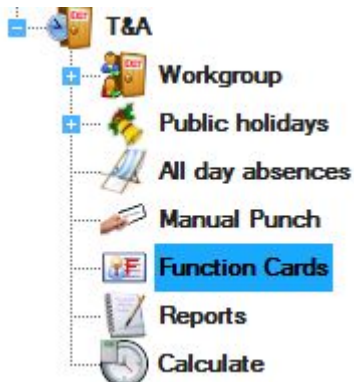 T&A
Workgroup
Public holidays
All day absences
Manual Punch
Function Cards
Reports
Calculate